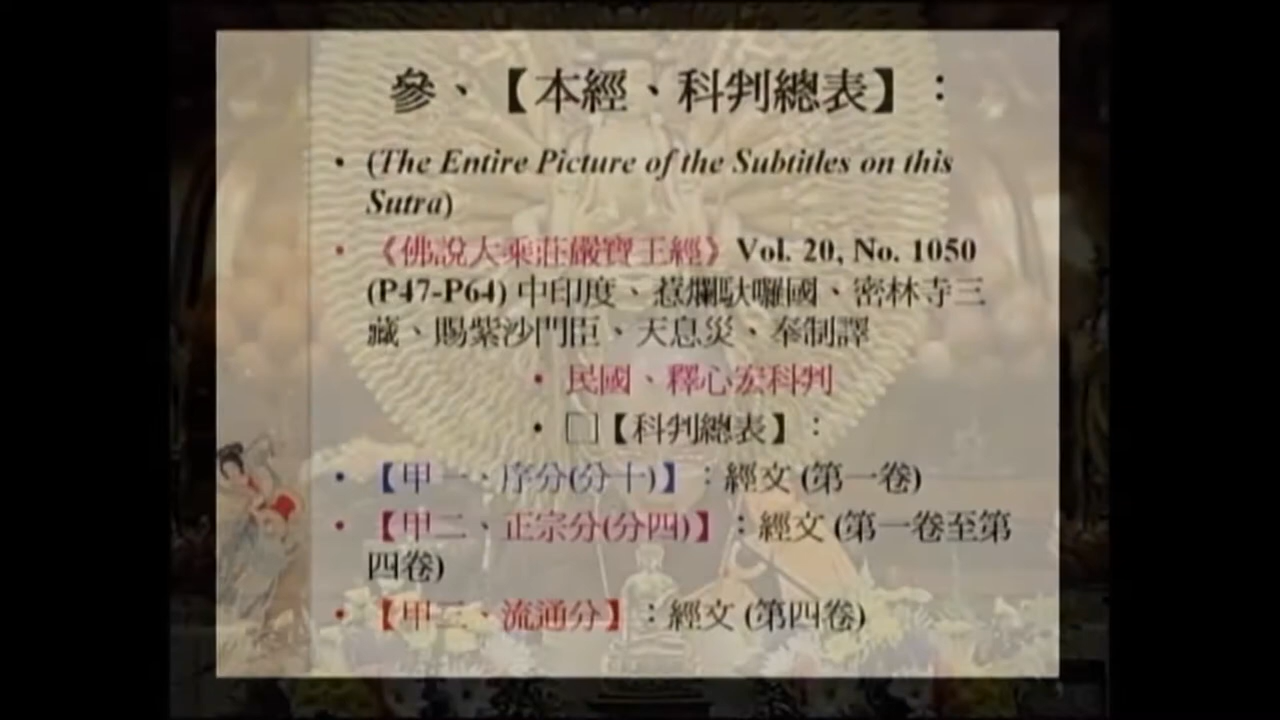 參、【本經、科判總表】：
• (The Entire Picture of the Subtitles on this
Sutra)
• 《佛說大乘莊嚴寶王經》Vol. 20, No. 1050
(P47-P64) 中印度、惹爛馱囉國、密林寺三
藏、賜紫沙門臣、天息災、奉制譯
• 民國、釋心宏科判
• □【科判總表】：
• 【甲一、序分(分十)】：經文 (第一卷)
• 【甲二、正宗分(分四)】：經文 (第一卷至第
四卷)
• 【甲三、流通分】：經文 (第四卷)